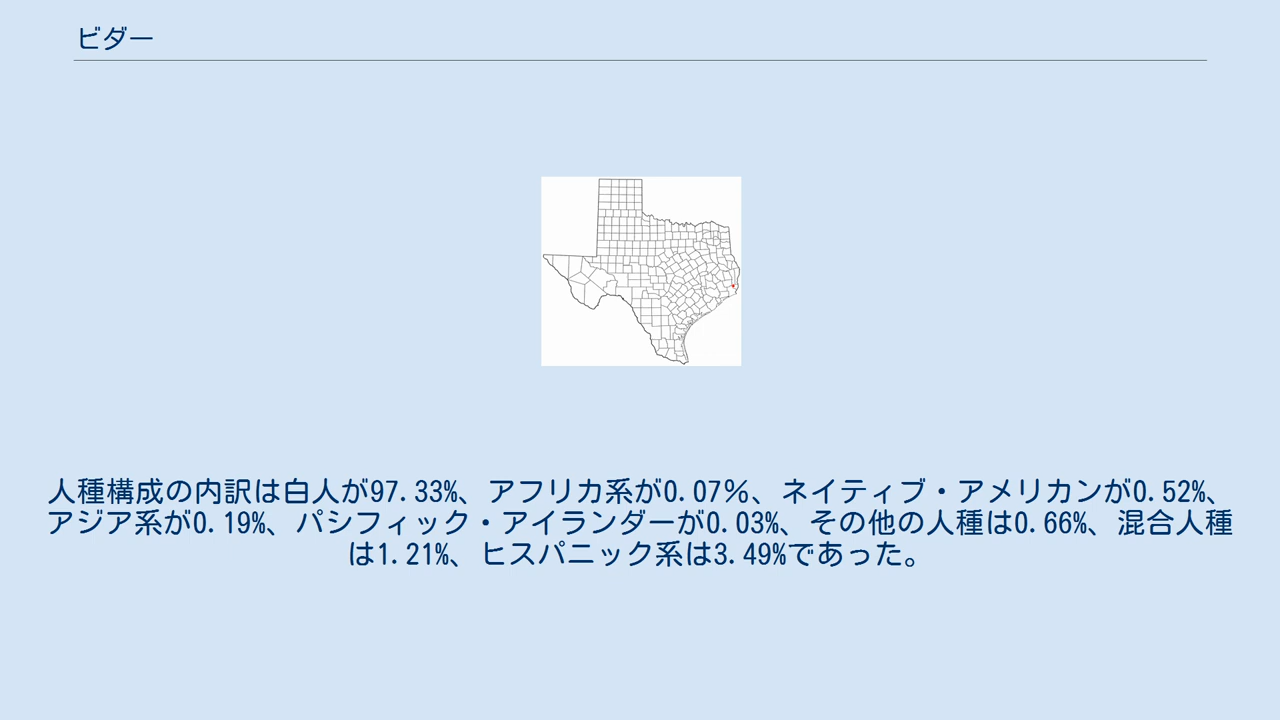 ビダー
人種構成の内訳は白人が97.33%、アフリカ系が0.07％、ネイティブ・アメリカンが0.52%、
アジア系が0.19%、パシフィック・アイランダーが0.03%、その他の人種は0.66%、混合人種
は1.21%、ヒスパニック系は3.49%であった。